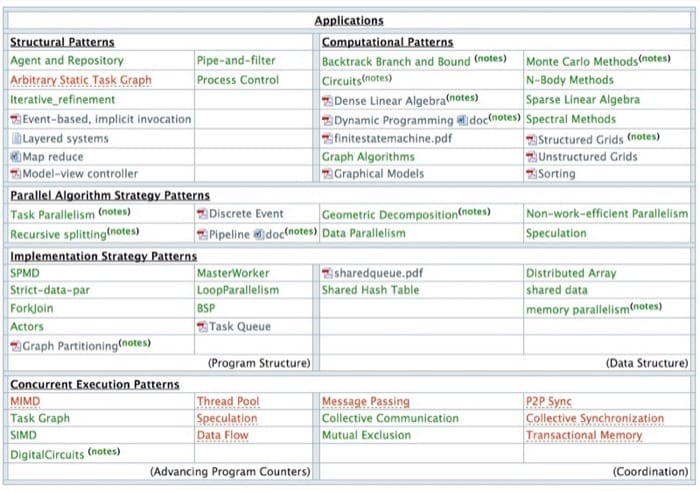 Applications
Structural Patterns Computational Patterns
Agent and Repository Pipe-and-filter Backtrack Branch and Bound (notes) Monte Carlo Methods(notes)
Arbitrary Static Task Graph Process Control Circuits(notes) N-Body Methods
Iterative_refinement Dense Linear Algebra(notes) Sparse Linear Algebra
Event-based, implicit invocation Dynamic Programming doc(notes) Spectral Methods
Layered systems finitestatemachine.pdf Structured Grids (notes)
Map reduce Graph Algorithms Unstructured Grids
Model-view controller Graphical Models Sorting
Parallel Algorithm Strategy Patterns
Task Parallelism (notes) Discrete Event Geometric Decomposition(notes) Non-work-efficient Parallelism
Recursive splitting(notes) Pipeline doc(notes) Data Parallelism Speculation
Implementation Strategy Patterns
SPMD MasterWorker sharedqueue.pdf Distributed Array
Strict-data-par LoopParallelism Shared Hash Table shared data
ForkJoin BSP memory parallelism(notes)
Actors Task Queue
Graph Partitioning(notes)
(Program Structure) (Data Structure)
Concurrent Execution Patterns
MIMD Thread Pool Message Passing P2P Sync
Task Graph Speculation Collective Communication Collective Synchronization
SIMD Data Flow Mutual Exclusion Transactional Memory
DigitalCircuits (notes)
(Advancing Program Counters) (Coordination)